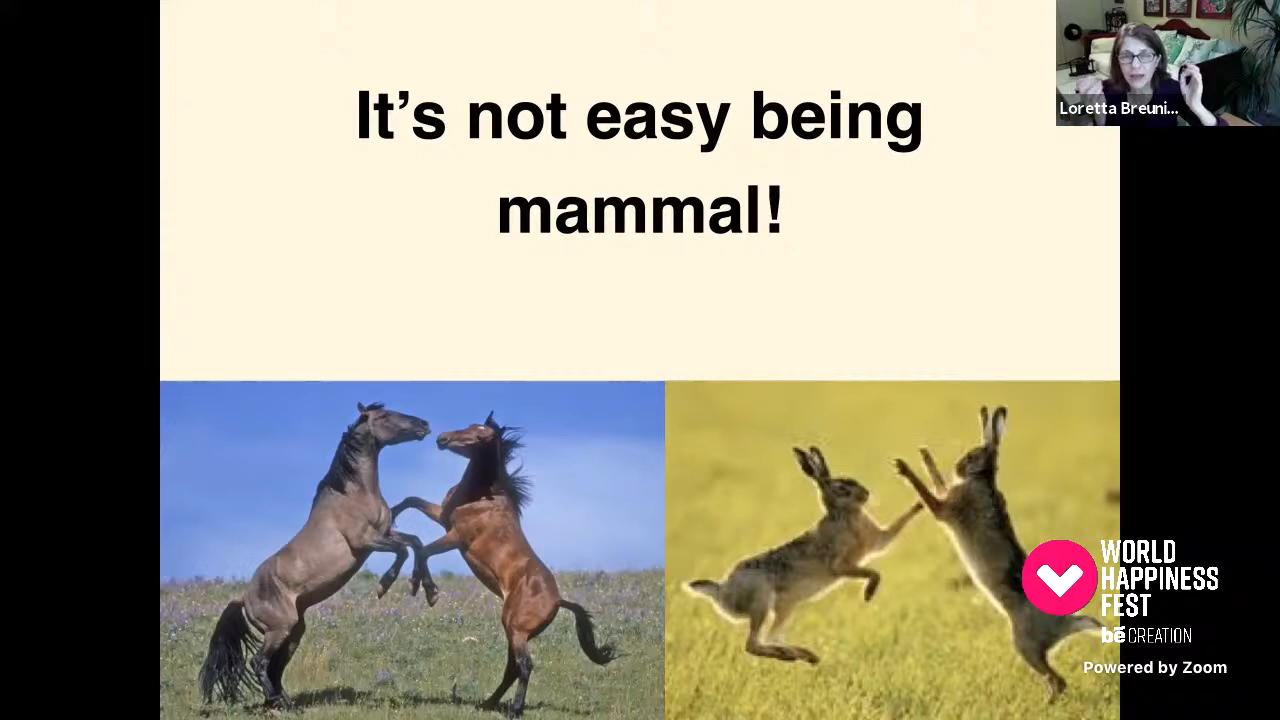 It’s not easy being
mammal!
Loretta Breuni...
WORLD
HAPPINESS
FEST
bē CREATION
Powered by Zoom